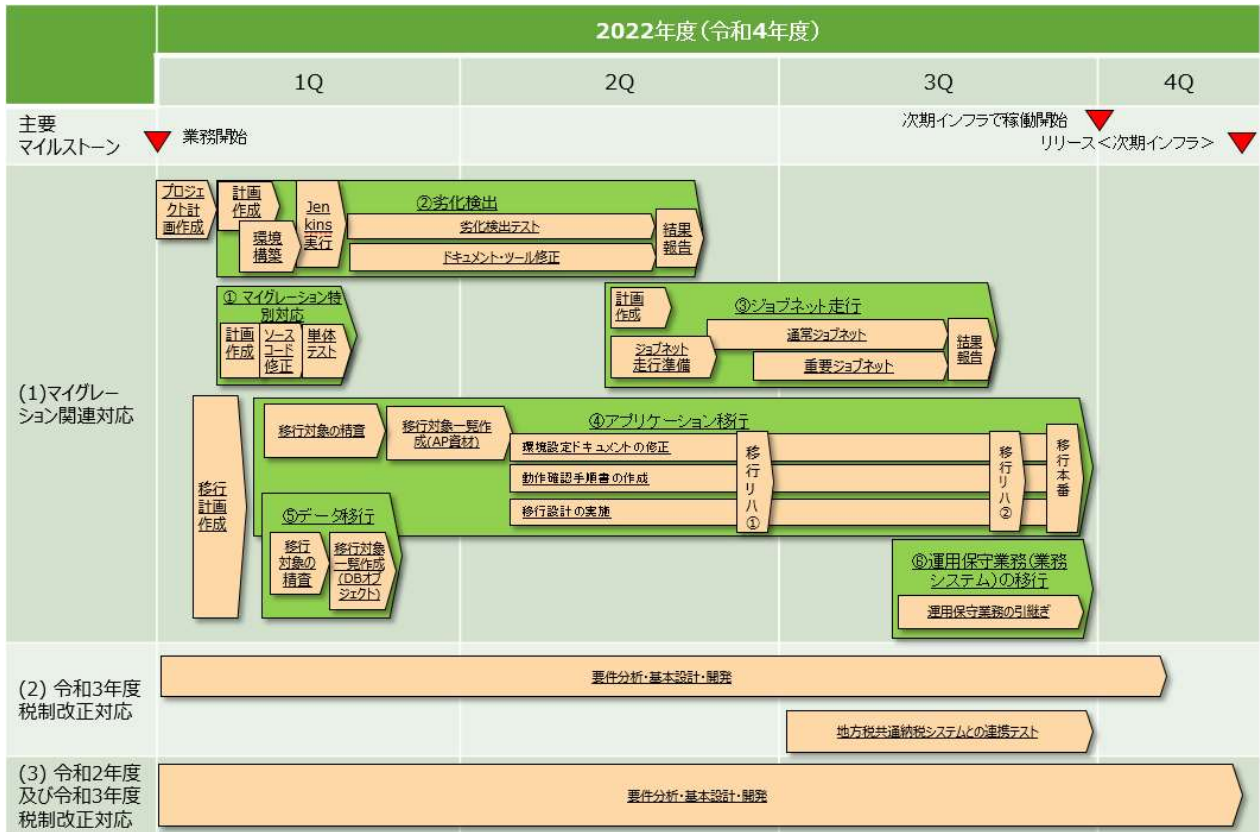 2022年度(令和4年度)
1Q
2Q
3Q
4Q
主要
マイルストーン
業務開始
次期インフラで稼働開始
リリース<次期インフラ>
(1)マイグレー
ション関連対応
プロジェ
クト計
画作成
計画
作成
環境
構築
Jen
kins
実行
②劣化検出
劣化検出テスト
ドキュメント・ツール修正
結果
報告
① マイグレーション特
別対応
計画
作成
ソース
コード
修正
単体
テスト
計画
作成
ジョブネット
走行準備
③ジョブネット走行
通常ジョブネット
重要ジョブネット
結果
報告
移行
計画
作成
④アプリケーション移行
移行対象の精査
移行対象一覧作
成(AP資材)
環境設定ドキュメントの修正
動作確認手順書の作成
移行設計の実施
移行リハ①
移行リハ②
移行本番
⑤データ移行
移行
対象の
精査
移行対象
一覧作成
(DBオブ
ジェクト)
⑥運用保守業務(業務
システム)の移行
運用保守業務の引継ぎ
(2) 令和3年度
税制改正対応
要件分析・基本設計・開発
地方税共通納税システムとの連携テスト
(3) 令和2年度
及び令和3年度
税制改正対応
要件分析・基本設計・開発